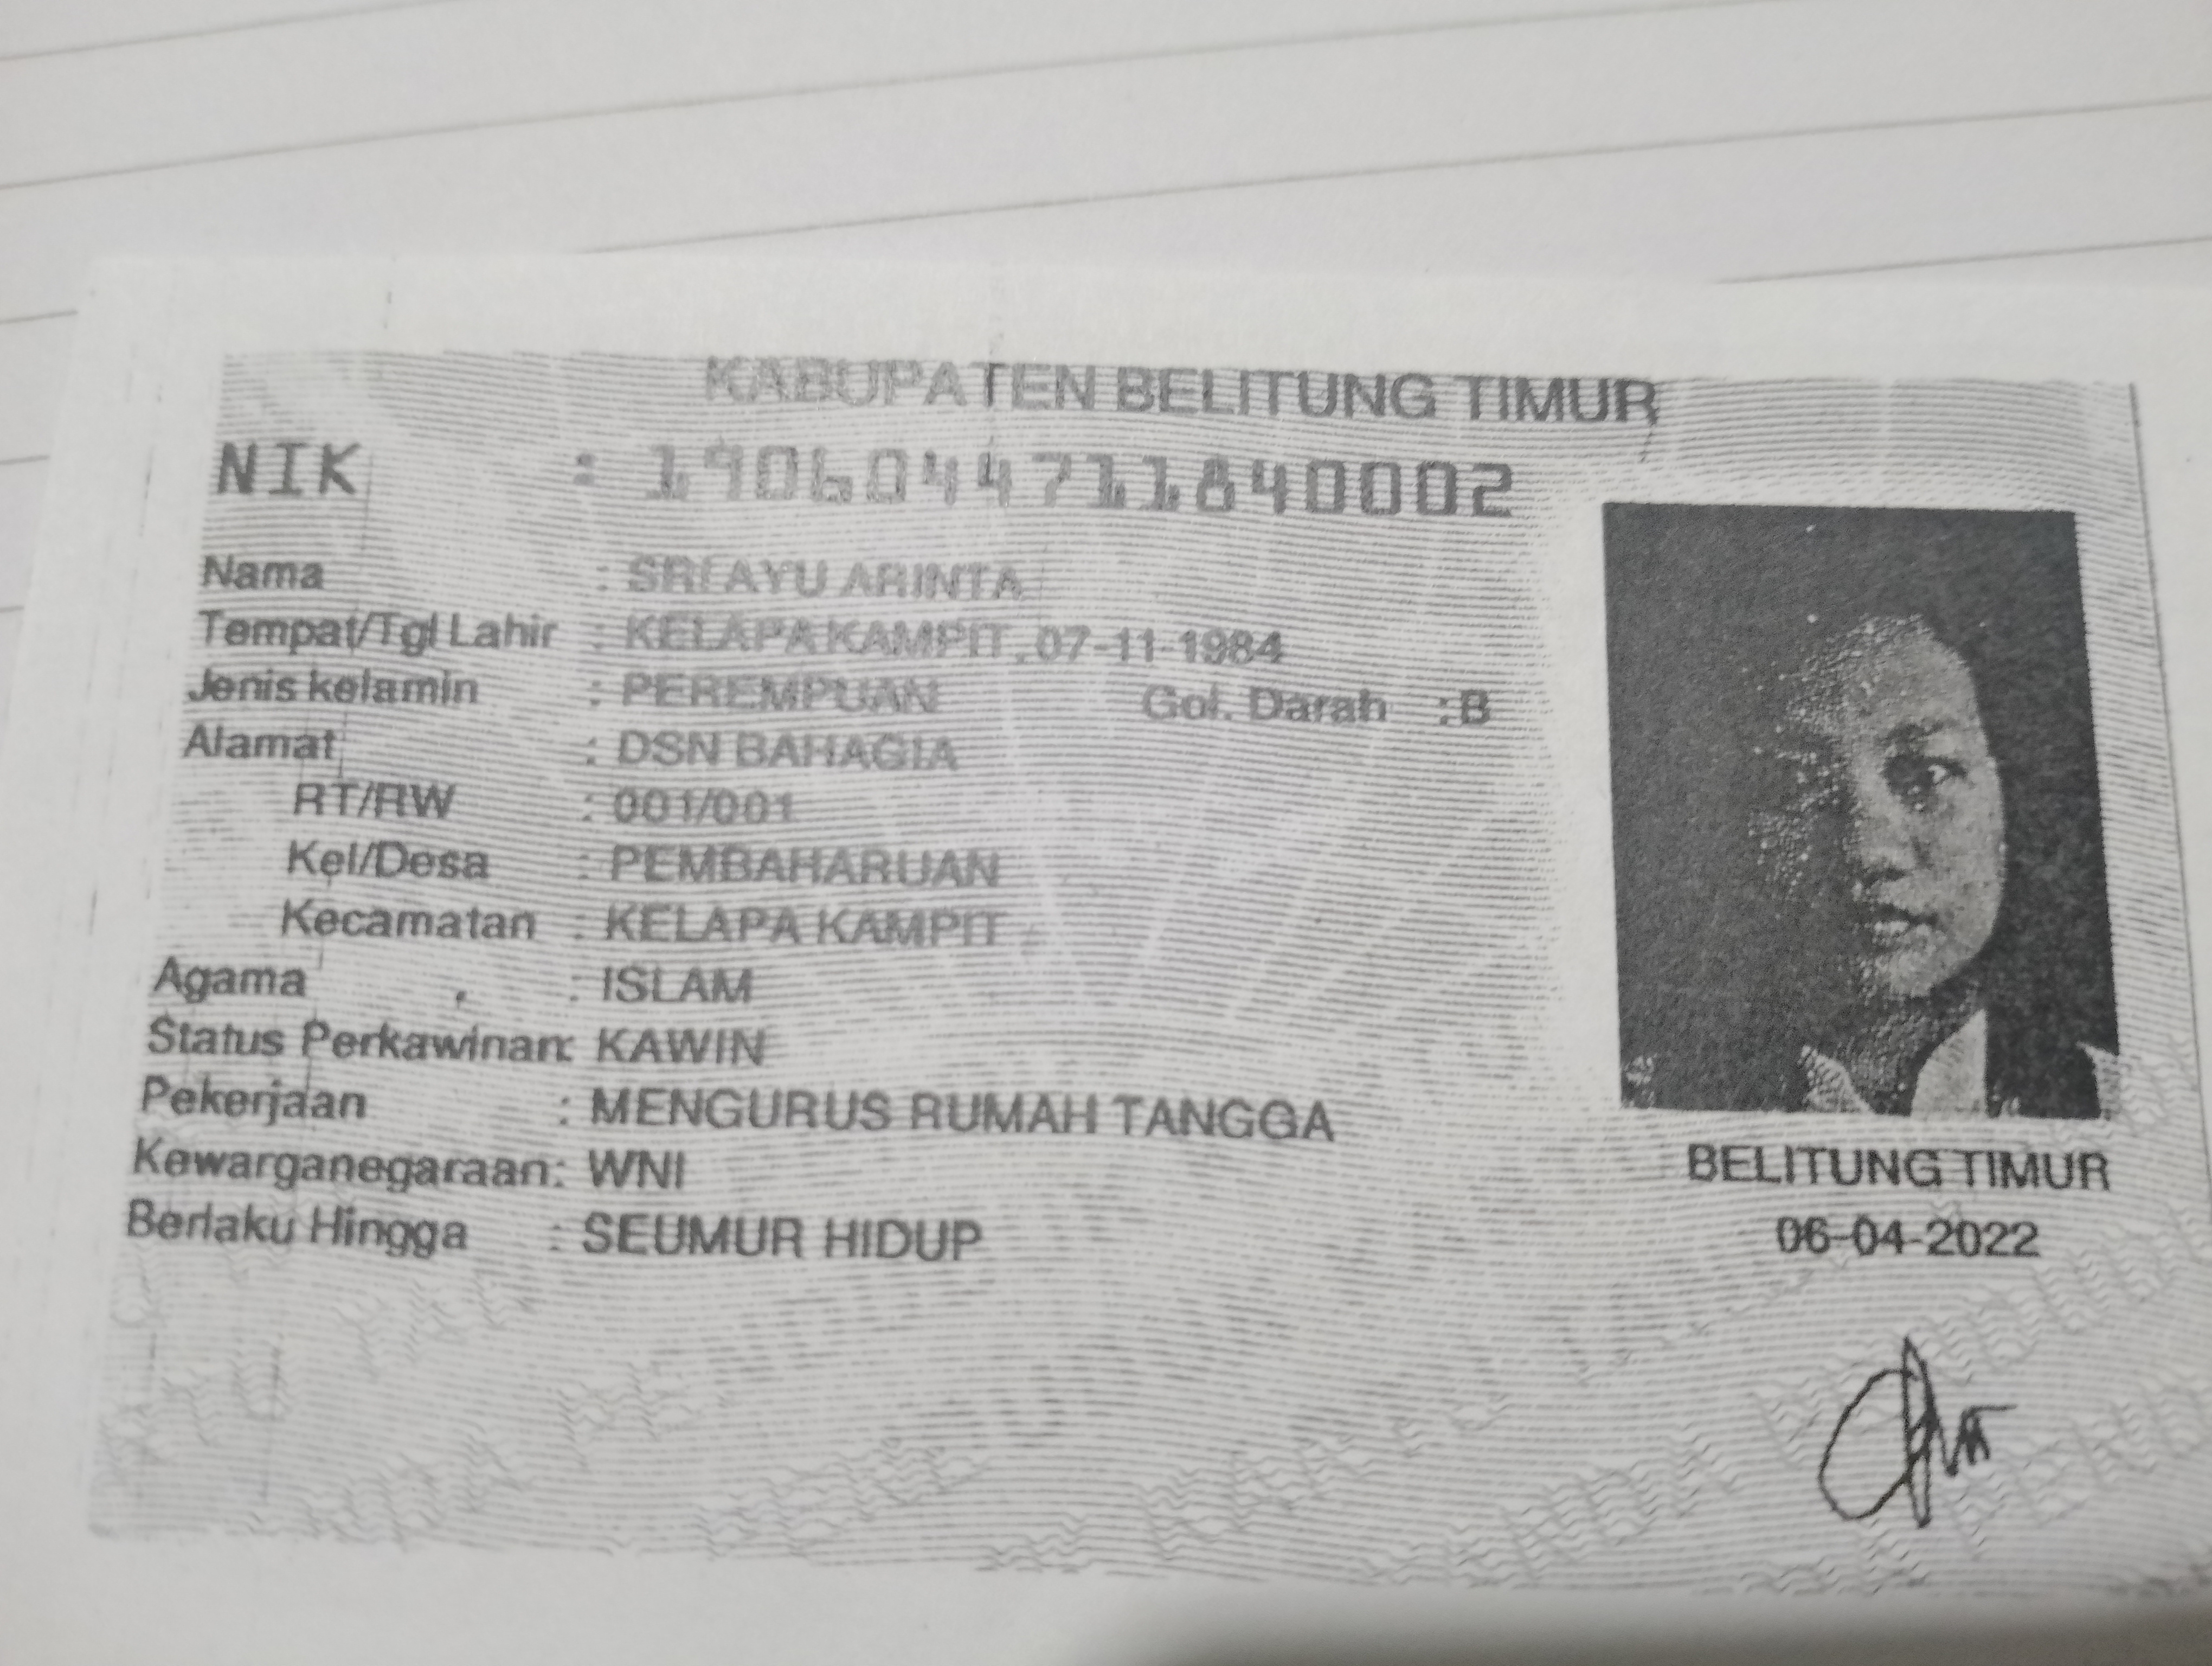 KABUPATEN BELITUNG TIMUR
NIK : 1906044711840002
Nama : SRI AYU ARINTA
Tempat/Tgl Lahir : KELAPA KAMPIT, 07-11-1984
Jenis kelamin : PEREMPUAN Gol. Darah : B
Alamat : DSN BAHAGIA
RT/RW : 001/001
Kel/Desa : PEMBAHARUAN
Kecamatan : KELAPA KAMPIT
Agama : ISLAM
Status Perkawinan: KAWIN
Pekerjaan : MENGURUS RUMAH TANGGA
Kewarganegaraan: WNI
Berlaku Hingga : SEUMUR HIDUP
BELITUNG TIMUR
06-04-2022